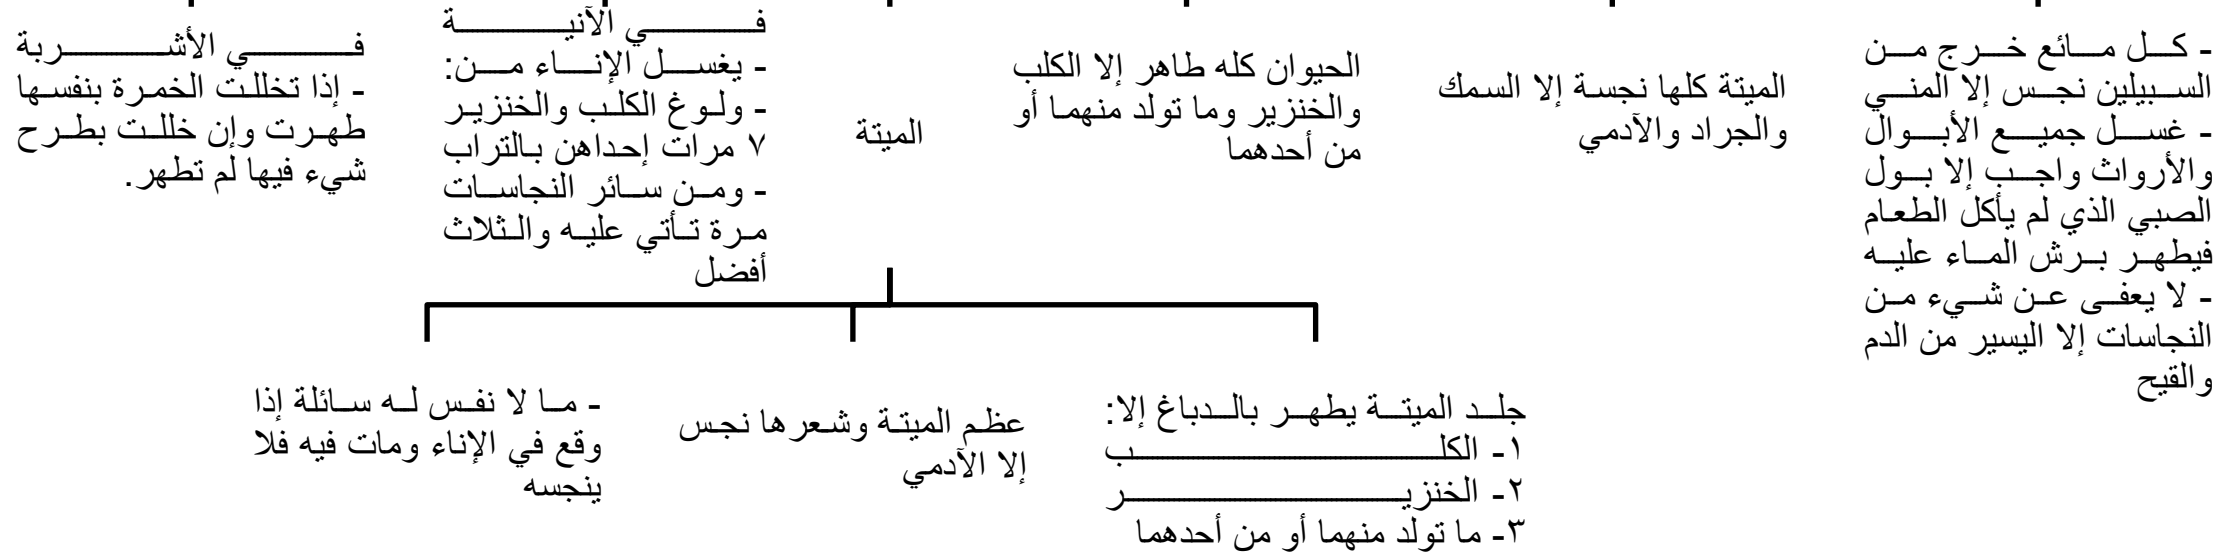 - كل مائع خرج من
السبيلين نجس إلا المني
- غسل جميع الأبوال
والأرواث واجب إلا بول
الصبي الذي لم يأكل الطعام
فيطهر برش الماء عليه
- لا يعفى عن شيء من
النجاسات إلا اليسير من الدم
والقيح
الميتة كلها نجسة إلا السمك
والجراد والآدمي
الحيوان كله طاهر إلا الكلب
والخنزير وما تولد منهما أو
من أحدهما
الميتة
في الآنية
- يغسل الإناء من:
- ولوغ الكلب والخنزير
٧ مرات إحداهن بالتراب
- ومن سائر النجاسات
مرة تأتي عليه والثلاث
أفضل
في الأشربة
- إذا تخللت الخمرة بنفسها
طهرت وإن خللت بطرح
شيء فيها لم تطهر.
جلد الميتة يطهر بالدباغ إلا:
١- الكلب
٢- الخنزير
٣- ما تولد منهما أو من أحدهما
عظم الميتة وشعرها نجس
إلا الآدمي
- ما لا نفس له سائلة إذا
وقع في الإناء ومات فيه فلا
ينجسه